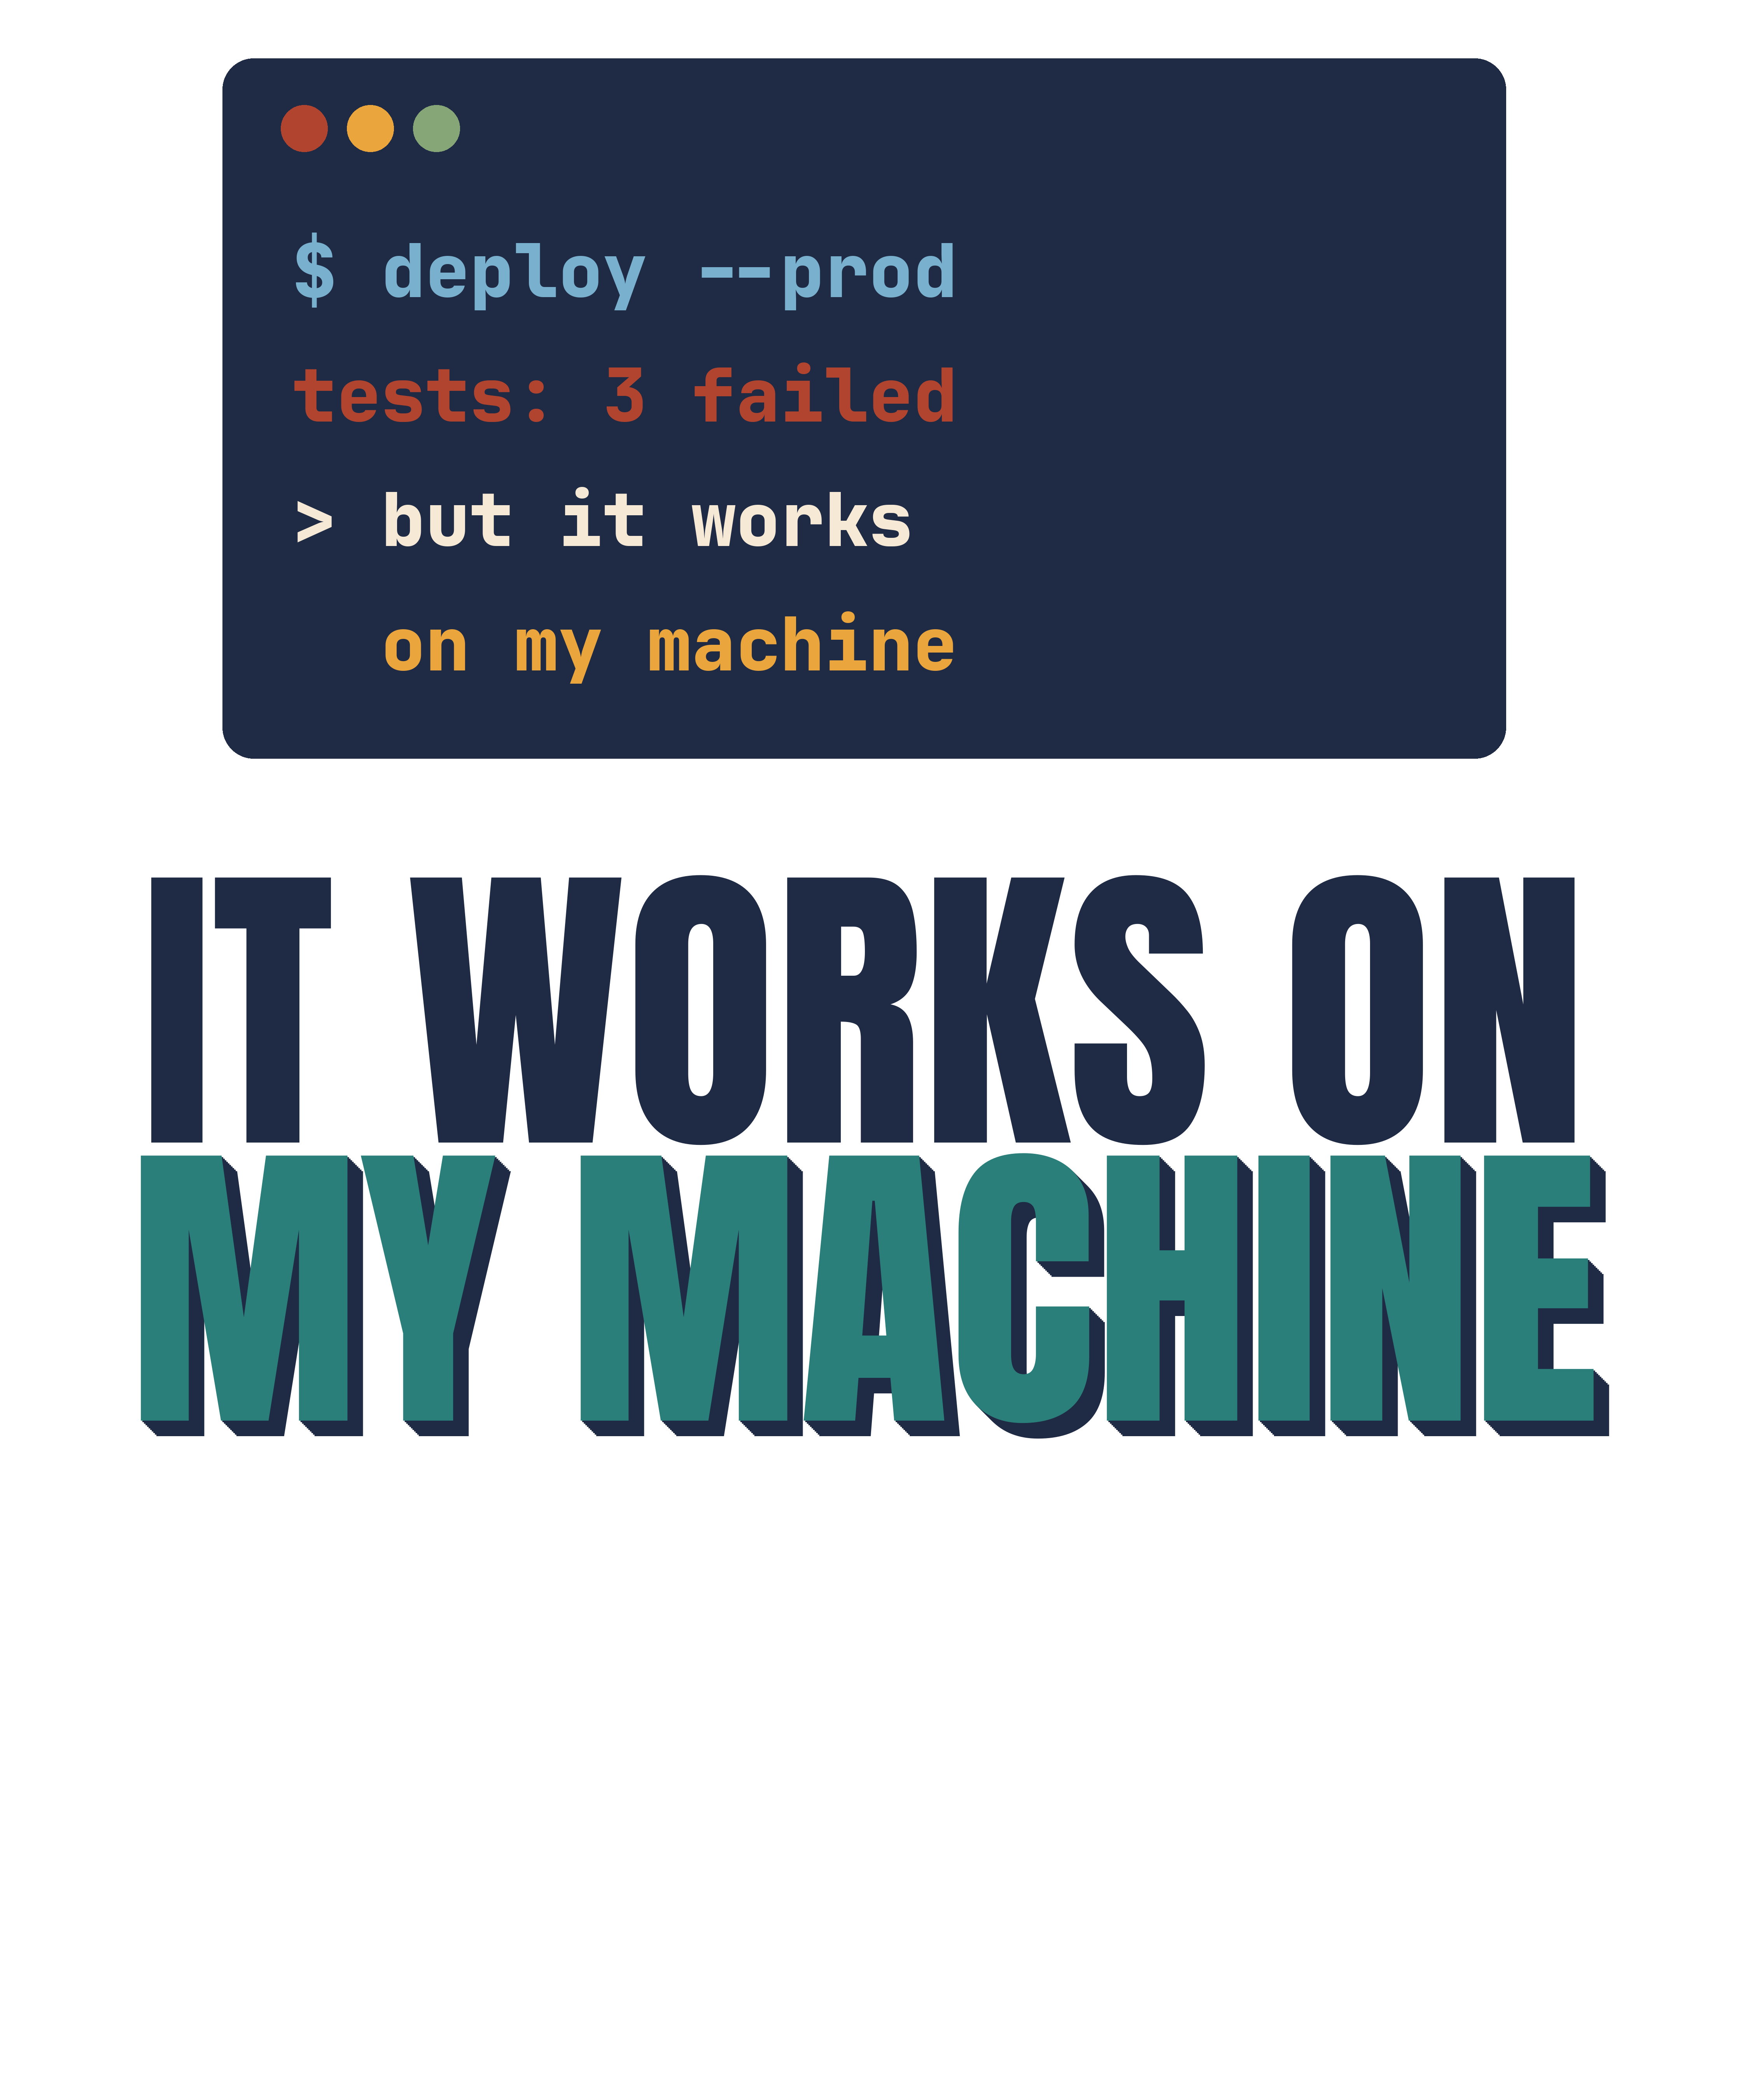 $ deploy --prod
tests: 3 failed
> but it works
on my machine
IT WORKS ON
MY MACHINE